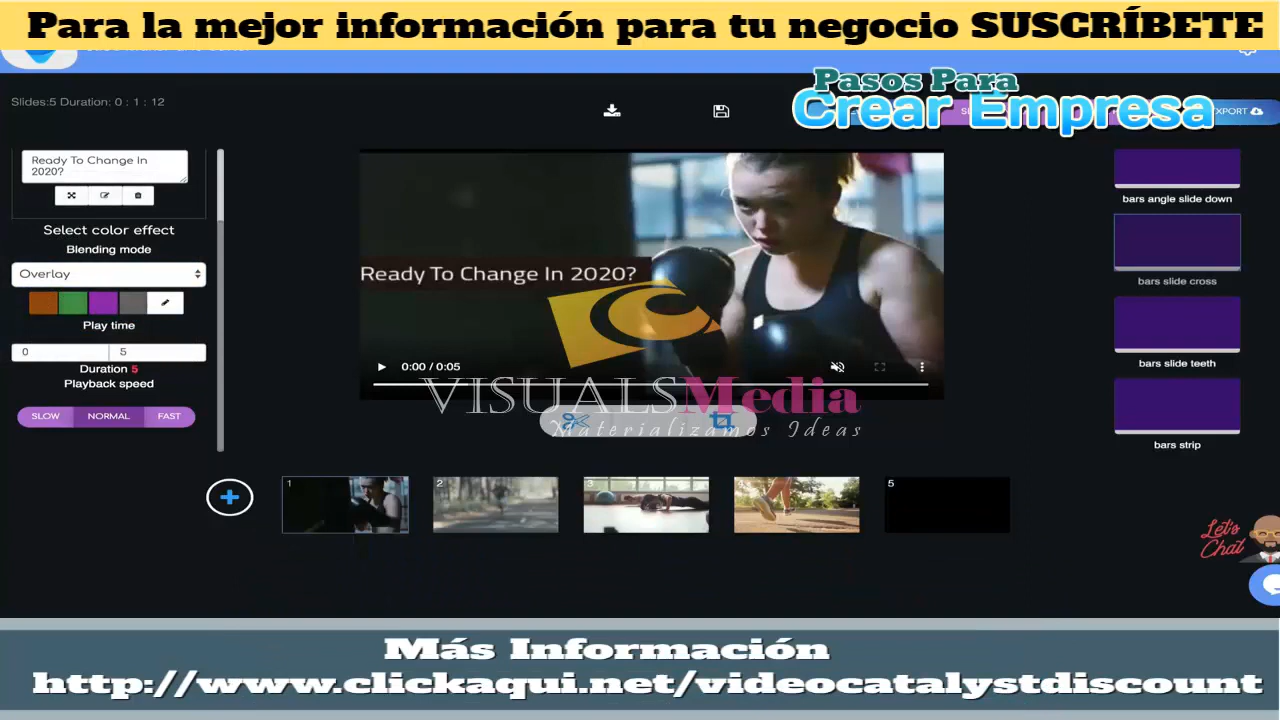 Para la mejor información para tu negocio SUSCRÍBETE
Pasos Para
Crear Empresa
Slides:5 Duration: 0 : 1 : 12
EXPORT
Ready To Change In
2020?
Select color effect
Blending mode
Overlay
Play time
0 5
Duration 5
Playback speed
SLOW NORMAL FAST
Ready To Change In 2020?
0:00 / 0:05
VISUALSMedia
Materializamos Ideas
bars angle slide down
bars slide cross
bars slide teeth
bars strip
1
2
3
4
5
Let's
Chat
Más Información
http://www.clickaqui.net/videocatalystdiscount